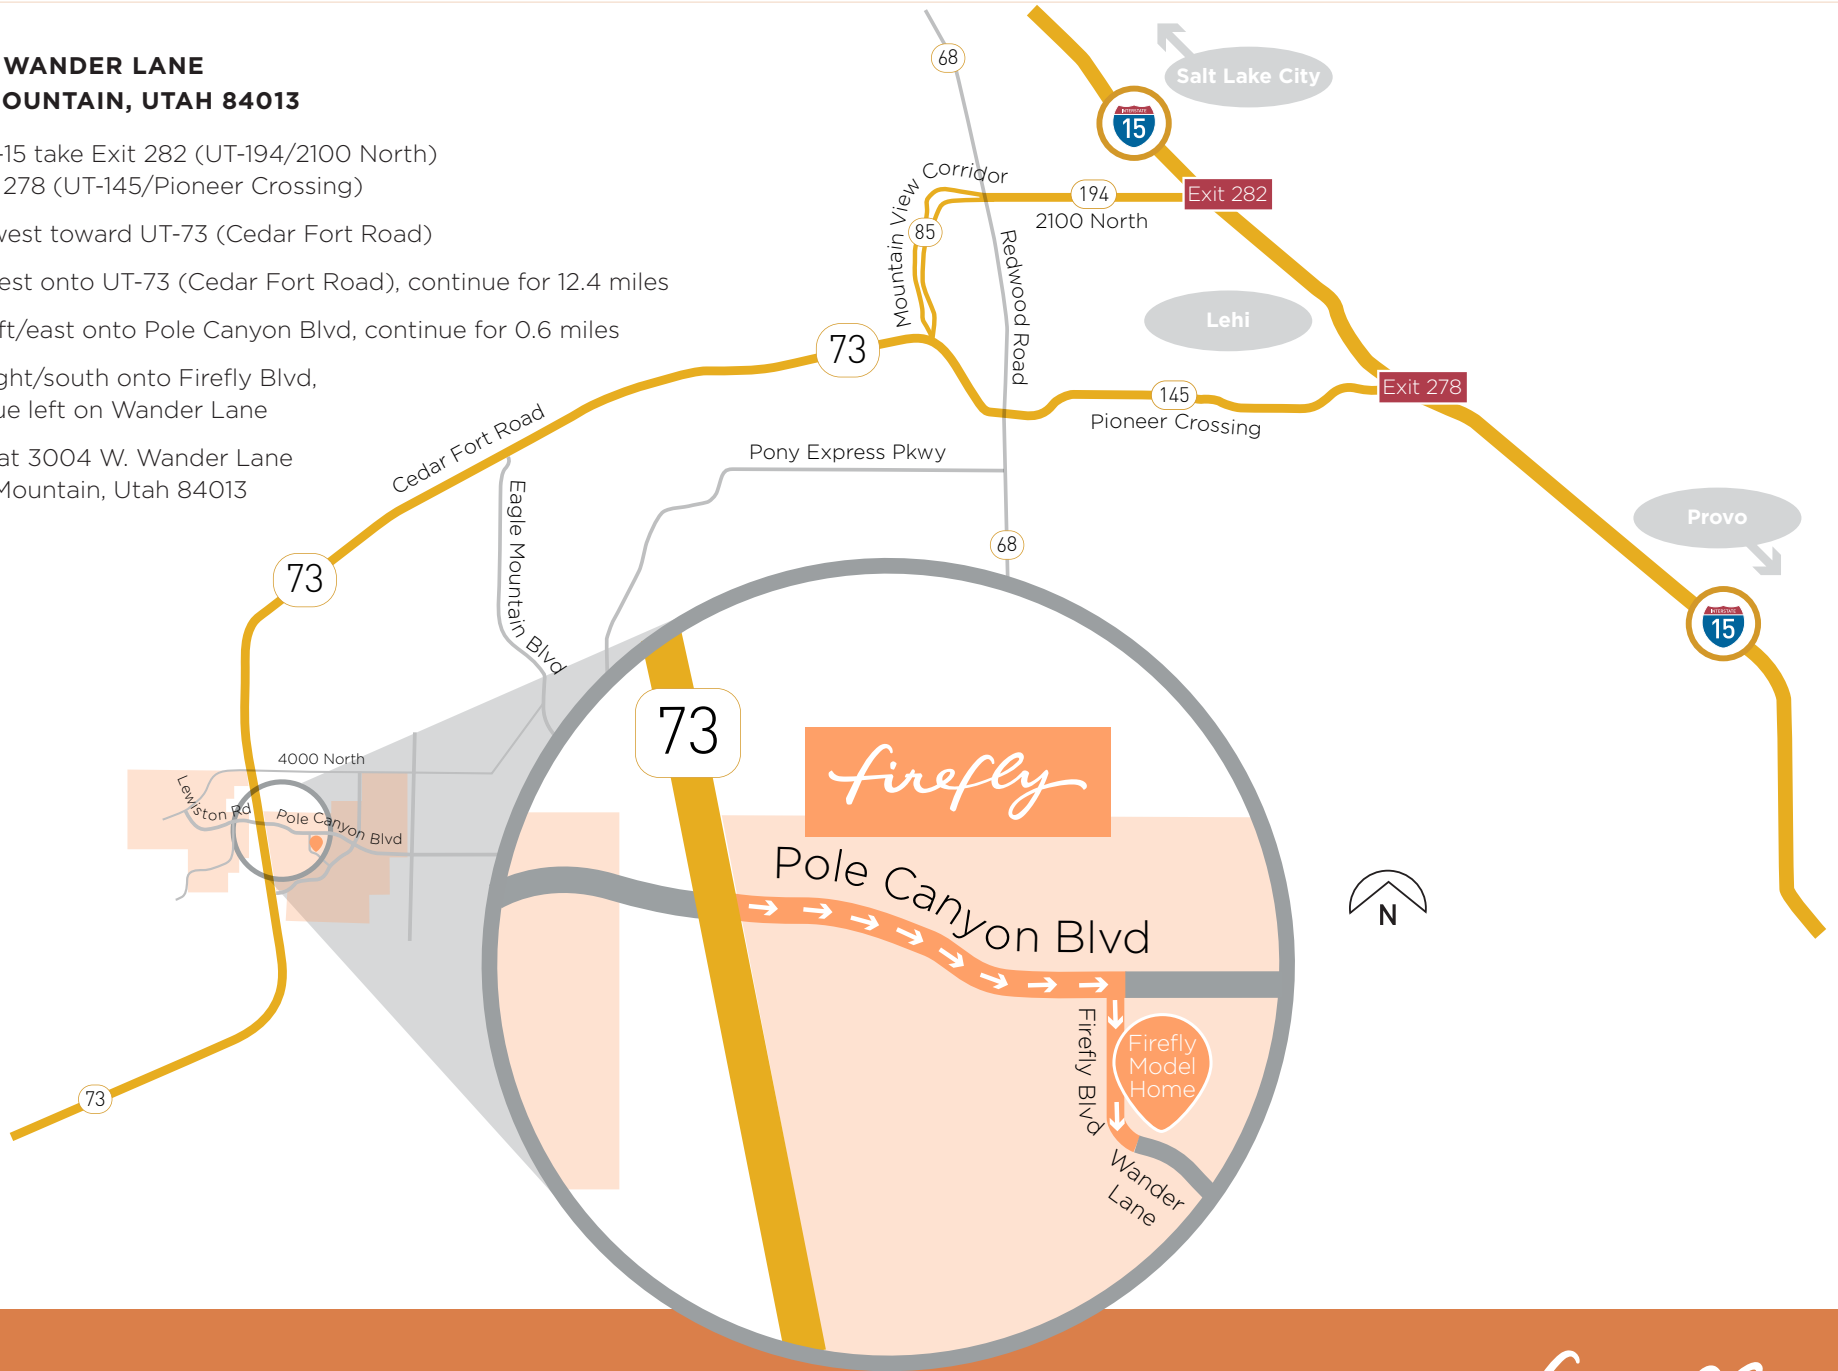 WANDER LANE
OUNTAIN, UTAH 84013
-15 take Exit 282 (UT-194/2100 North)
278 (UT-145/Pioneer Crossing)
west toward UT-73 (Cedar Fort Road)
est onto UT-73 (Cedar Fort Road), continue for 12.4 miles
ft/east onto Pole Canyon Blvd, continue for 0.6 miles
ght/south onto Firefly Blvd,
ue left on Wander Lane
at 3004 W. Wander Lane
Mountain, Utah 84013
68
Salt Lake City
INTERSTATE
15
Mountain View Corridor
194
Exit 282
2100 North
85
Redwood Road
Lehi
73
145
Exit 278
Pioneer Crossing
Cedar Fort Road
Pony Express Pkwy
Eagle Mountain Blvd
68
Provo
73
INTERSTATE
15
73
firefly
4000 North
Lewiston Rd
Pole Canyon Blvd
Pole Canyon Blvd
N
Firefly Blvd
Firefly
Model
Home
73
Wander
Lane